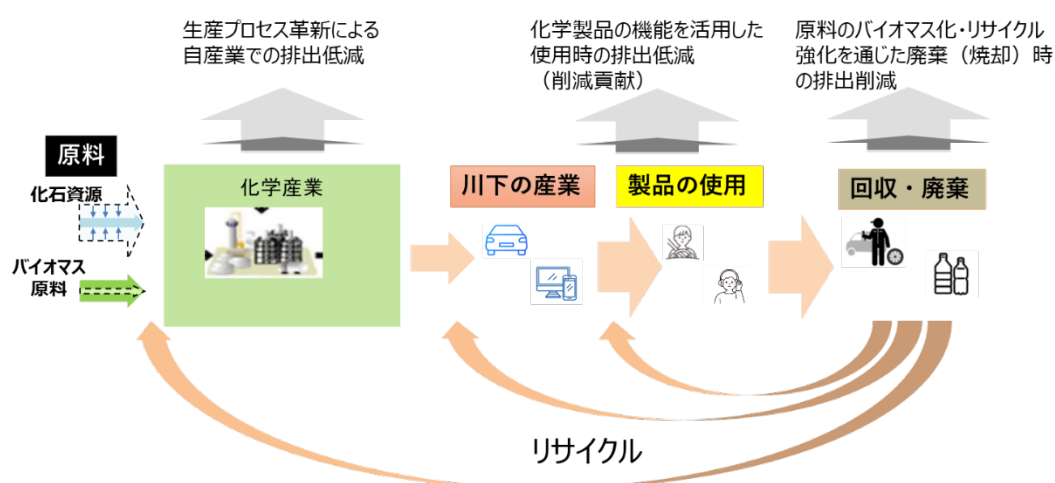 生産プロセス革新による
自産業での排出低減
化学製品の機能を活用した
使用時の排出低減
（削減貢献）
原料のバイオマス化・リサイクル
強化を通じた廃棄（焼却）時
の排出削減
原料
化石資源
バイオマス
原料
化学産業
川下の産業
製品の使用
回収・廃棄
リサイクル